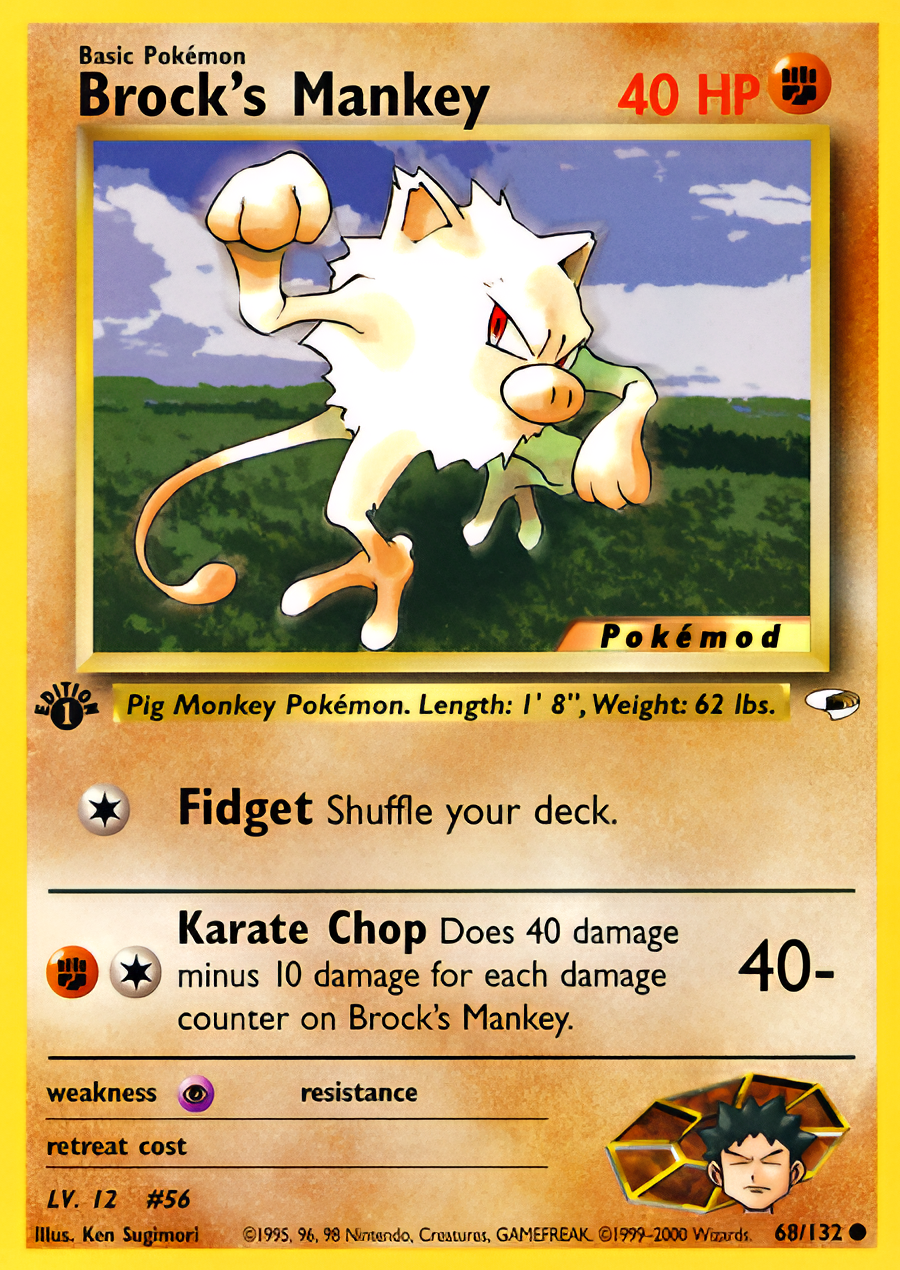 Basic Pokémon
Brock's Mankey
40 HP
Pokémod
EDITION
1
Pig Monkey Pokémon. Length: 1' 8", Weight: 62 lbs.
Fidget Shuffle your deck.
Karate Chop Does 40 damage
minus 10 damage for each damage
counter on Brock's Mankey.
40-
weakness resistance
retreat cost
LV. 12 #56
Illus. Ken Sugimori ©1995, 96, 98 Nintendo, Creatures, GAMEFREAK. ©1999–2000 Wizards. 68/132